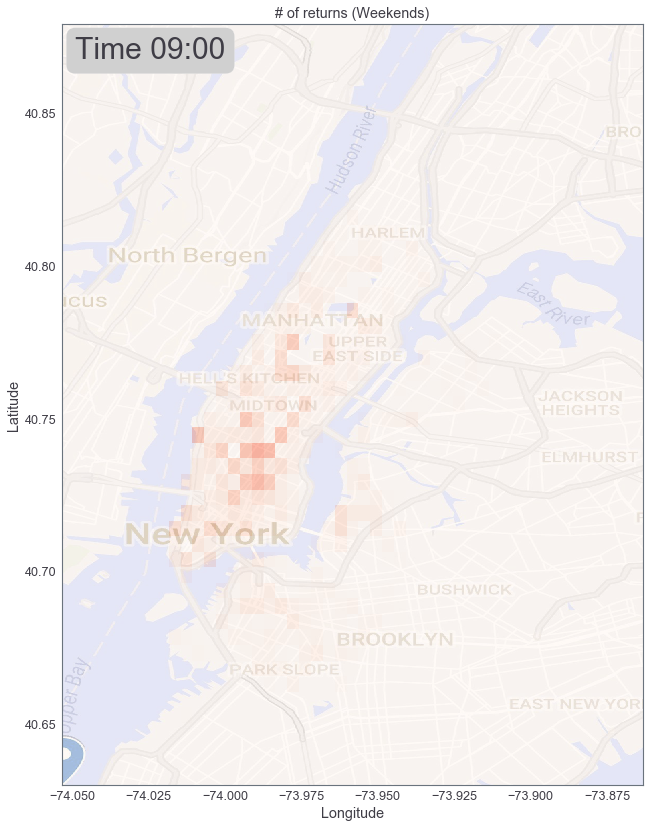 # of returns (Weekends)
Time 09:00
40.85
Hudson River
BRO
HARLEM
North Bergen
40.80
East River
CUS
MANHATTAN
UPPER
EAST SIDE
HELL'S KITCHEN
MIDTOWN
JACKSON
HEIGHTS
Latitude
40.75
ELMHURST
New York
40.70
BUSHWICK
BROOKLYN
PARK SLOPE
Upper Bay
EAST NEW YOR
40.65
−74.050
−74.025
−74.000
−73.975
−73.950
−73.925
−73.900
−73.875
Longitude